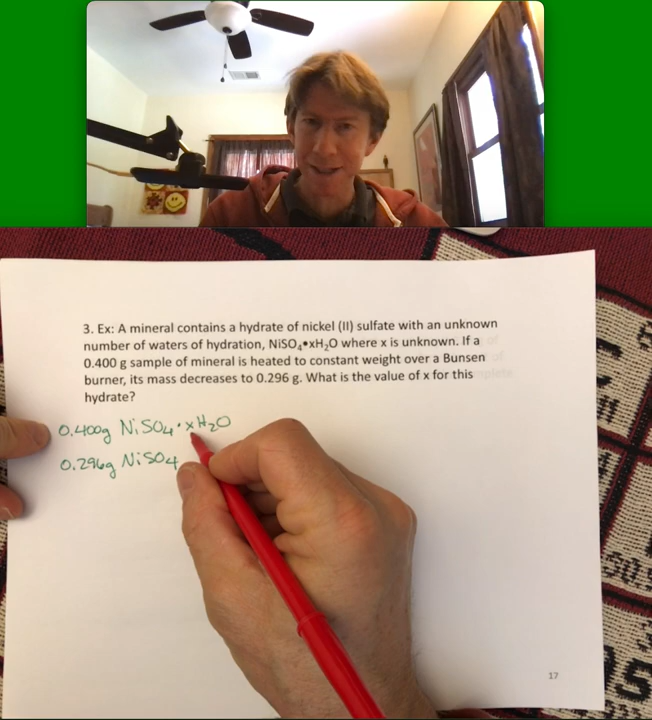 3. Ex: A mineral contains a hydrate of nickel (II) sulfate with an unknown
number of waters of hydration, NiSO₄•xH₂O where x is unknown. If a
0.400 g sample of mineral is heated to constant weight over a Bunsen
burner, its mass decreases to 0.296 g. What is the value of x for this
hydrate?
0.400g NiSO₄·xH₂O
0.296g NiSO₄
17